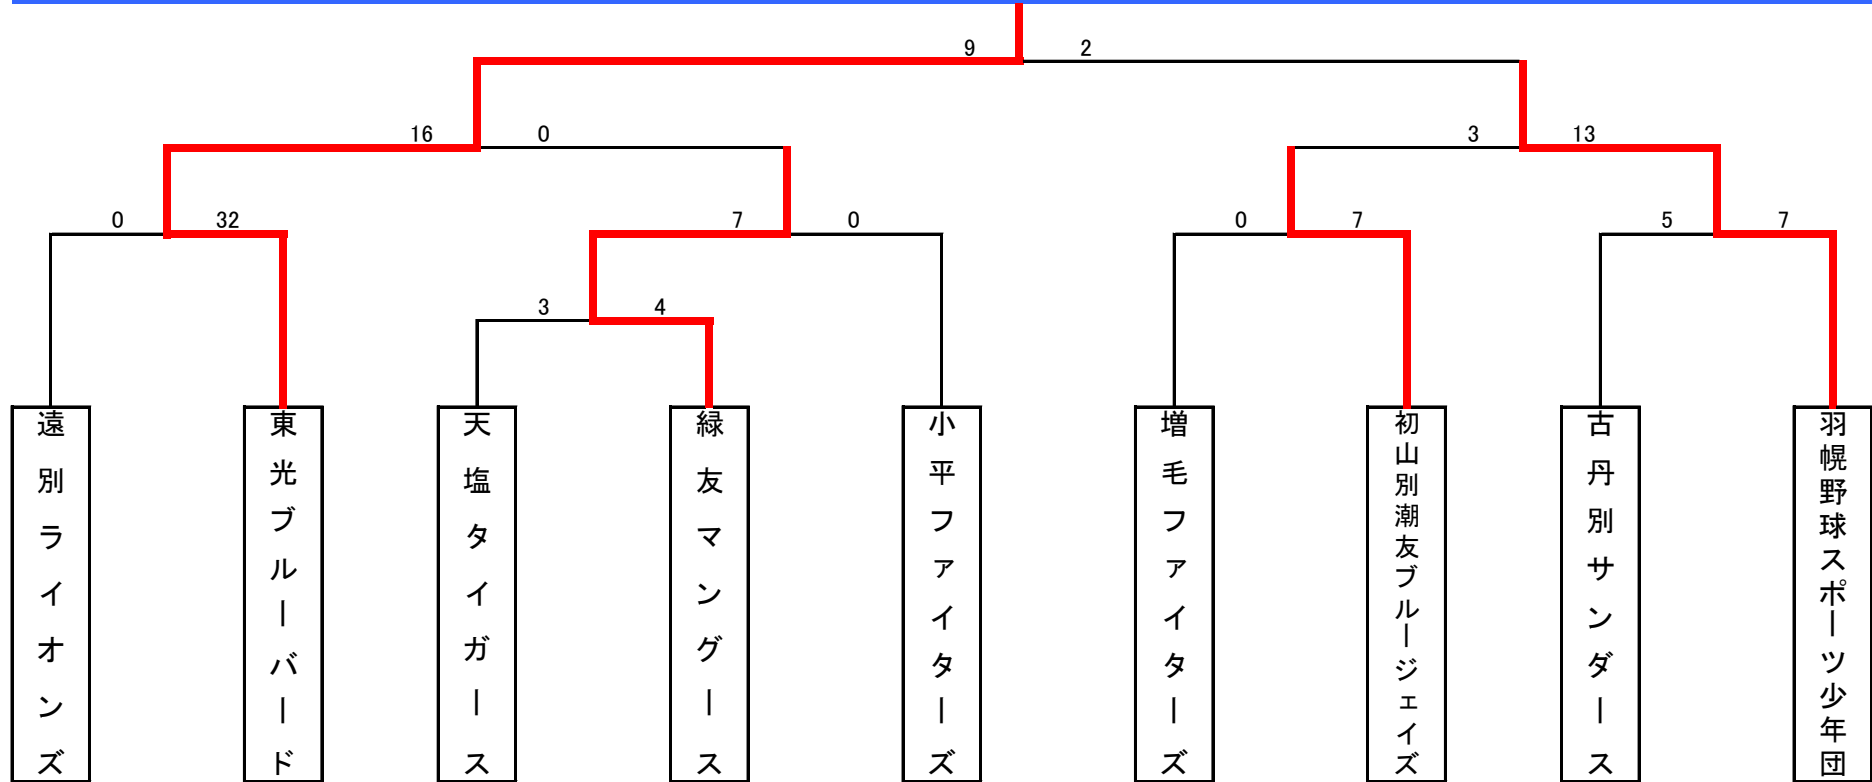 9 2
16 0 3 13
0 32 7 0 0 7 5 7
3 4
遠別ライオンズ
東光ブルーバード
天塩タイガース
緑友マングース
小平ファイターズ
増毛ファイターズ
初山別潮友ブルージェイズ
古丹別サンダース
羽幌野球スポーツ少年団